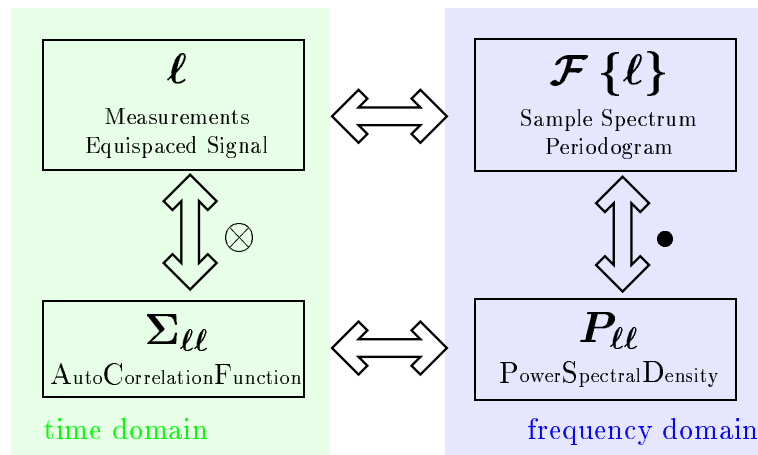 ℓ
Measurements
Equispaced Signal
ℱ {ℓ}
Sample Spectrum
Periodogram
⊗
•
Σℓℓ
AutoCorrelationFunction
Pℓℓ
PowerSpectralDensity
time domain
frequency domain